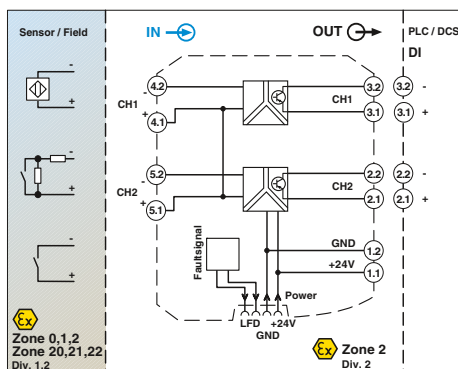 Sensor / Field
IN
OUT
PLC / DCS
DI
-
+
-
+
-
+
4.2
-
CH1
+
4.1
3.2
CH1
3.1
3.2
-
3.1
+
5.2
-
CH2
+
5.1
2.2
CH2
2.1
2.2
-
2.1
+
Faultsignal
GND
1.2
+24V
1.1
Power
LFD
+24V
GND
Ex
Zone 0,1,2
Zone 20,21,22
Div. 1,2
Ex
Zone 2
Div. 2